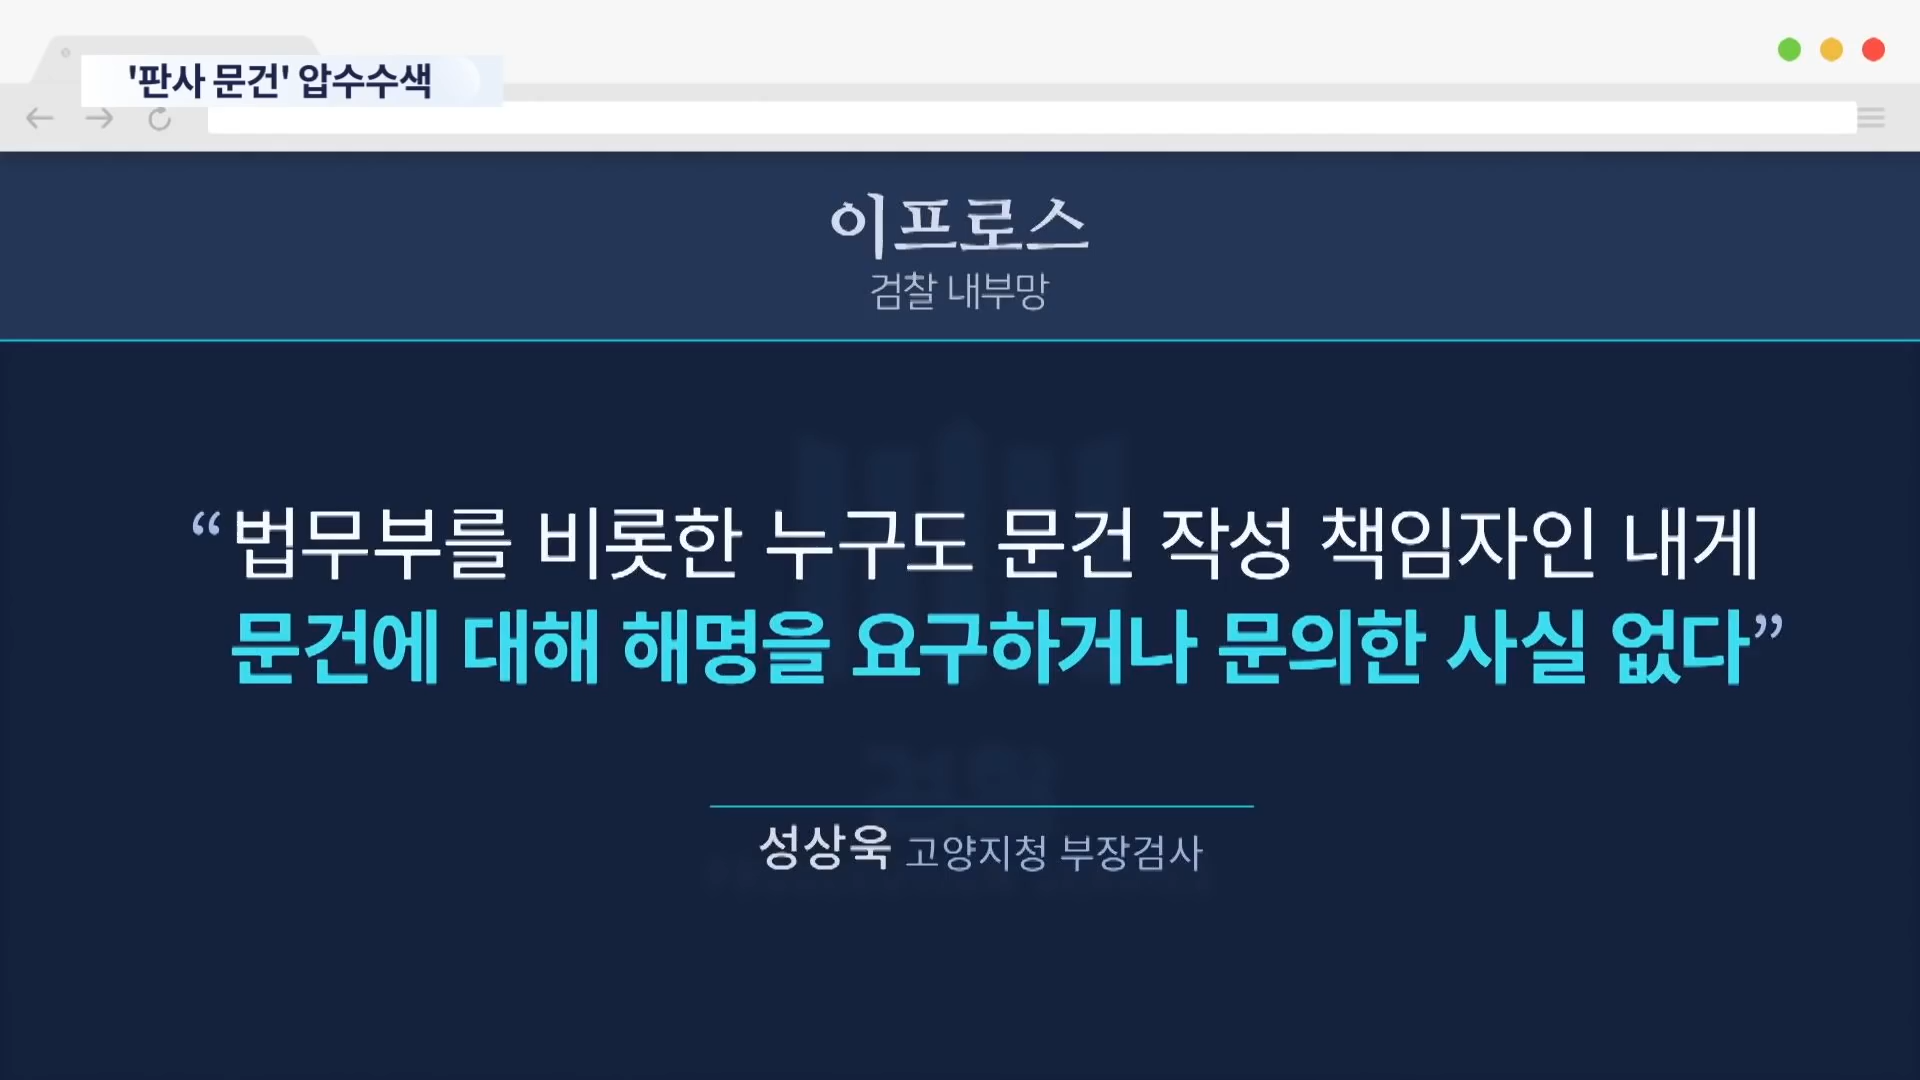 '판사 문건' 압수수색
이프로스
검찰 내부망
“법무부를 비롯한 누구도 문건 작성 책임자인 내게
문건에 대해 해명을 요구하거나 문의한 사실 없다”
성상욱 고양지청 부장검사